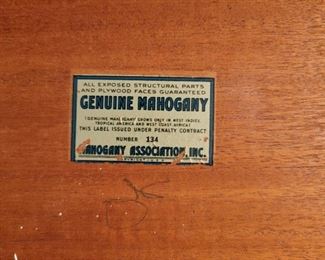 ALL EXPOSED STRUCTURAL PARTS
AND PLYWOOD FACES GUARANTEED
GENUINE MAHOGANY
(GENUINE MAHOGANY GROWS ONLY IN WEST INDIES,
TROPICAL AMERICA AND WEST COAST AFRICA)
THIS LABEL ISSUED UNDER PENALTY CONTRACT
NUMBER 134
AHOGANY ASSOCIATION, INC.